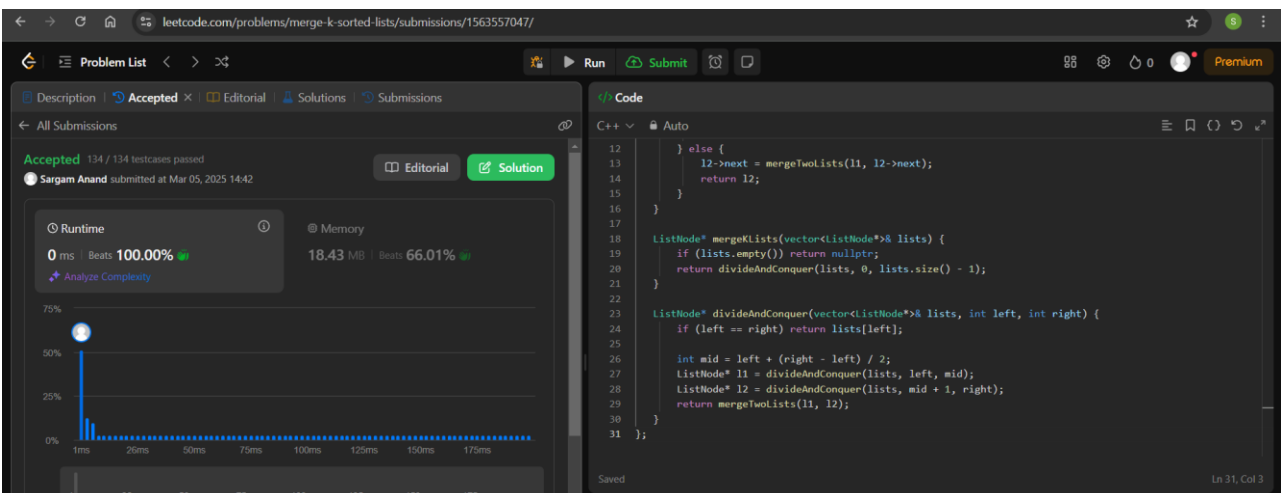 leetcode.com/problems/merge-k-sorted-lists/submissions/1563557047/
S
Problem List
Run
Submit
0
Premium
Description | Accepted × | Editorial | Solutions | Submissions
All Submissions
Accepted 134 / 134 testcases passed
Sargam Anand submitted at Mar 05, 2025 14:42
Editorial
Solution
Runtime
0 ms | Beats 100.00%
Analyze Complexity
Memory
18.43 MB | Beats 66.01%
75%
50%
25%
0%
1ms 26ms 50ms 75ms 100ms 125ms 150ms 175ms
</> Code
C++ Auto
12 } else {
13 l2->next = mergeTwoLists(l1, l2->next);
14 return l2;
15 }
16 }
17
18 ListNode* mergeKLists(vector<ListNode*>& lists) {
19 if (lists.empty()) return nullptr;
20 return divideAndConquer(lists, 0, lists.size() - 1);
21 }
22
23 ListNode* divideAndConquer(vector<ListNode*>& lists, int left, int right) {
24 if (left == right) return lists[left];
25
26 int mid = left + (right - left) / 2;
27 ListNode* l1 = divideAndConquer(lists, left, mid);
28 ListNode* l2 = divideAndConquer(lists, mid + 1, right);
29 return mergeTwoLists(l1, l2);
30 }
31 };
Saved
Ln 31, Col 3